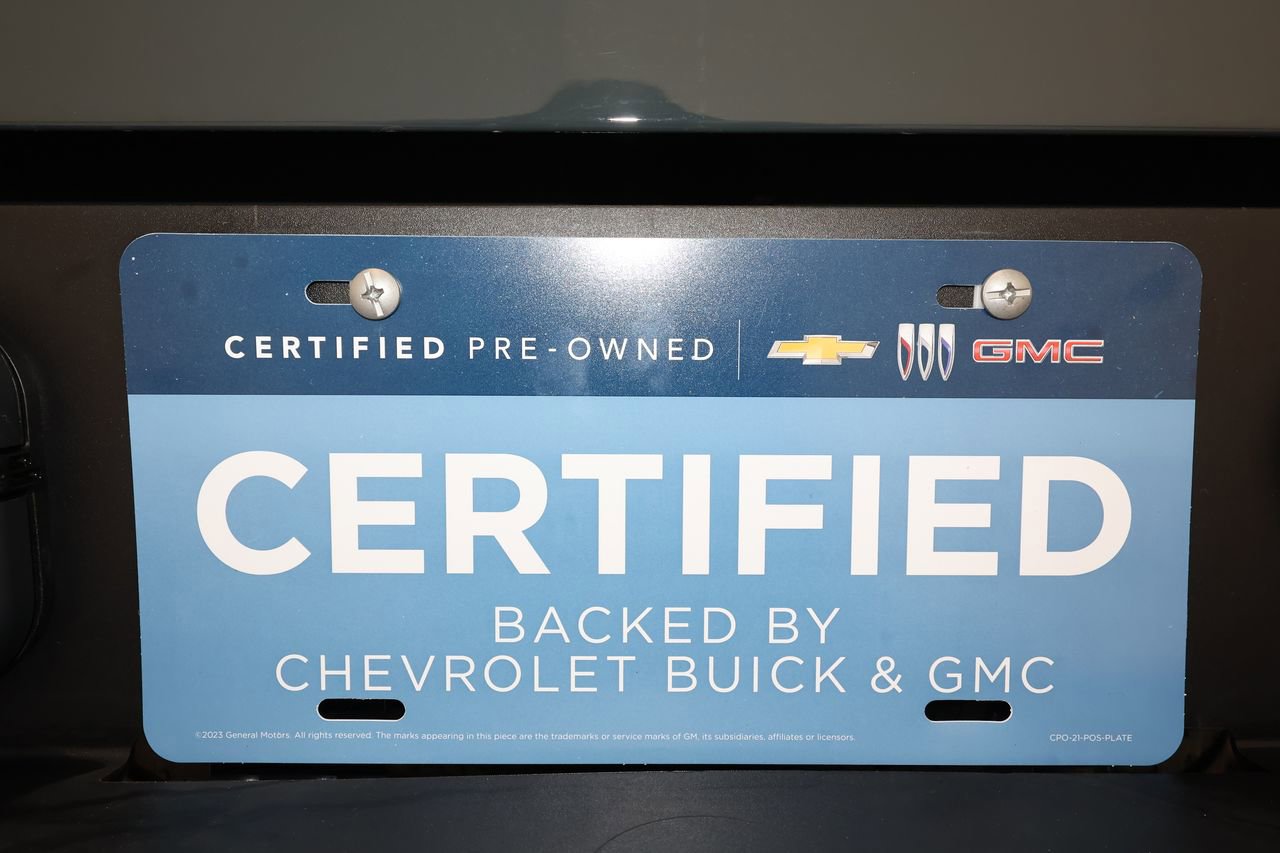 CERTIFIED PRE-OWNED | GMC
CERTIFIED
BACKED BY
CHEVROLET BUICK & GMC
©2023 General Motors. All rights reserved. The marks appearing in this piece are the trademarks or service marks of GM, its subsidiaries, affiliates or licensors. CPO-21-POS-PLATE